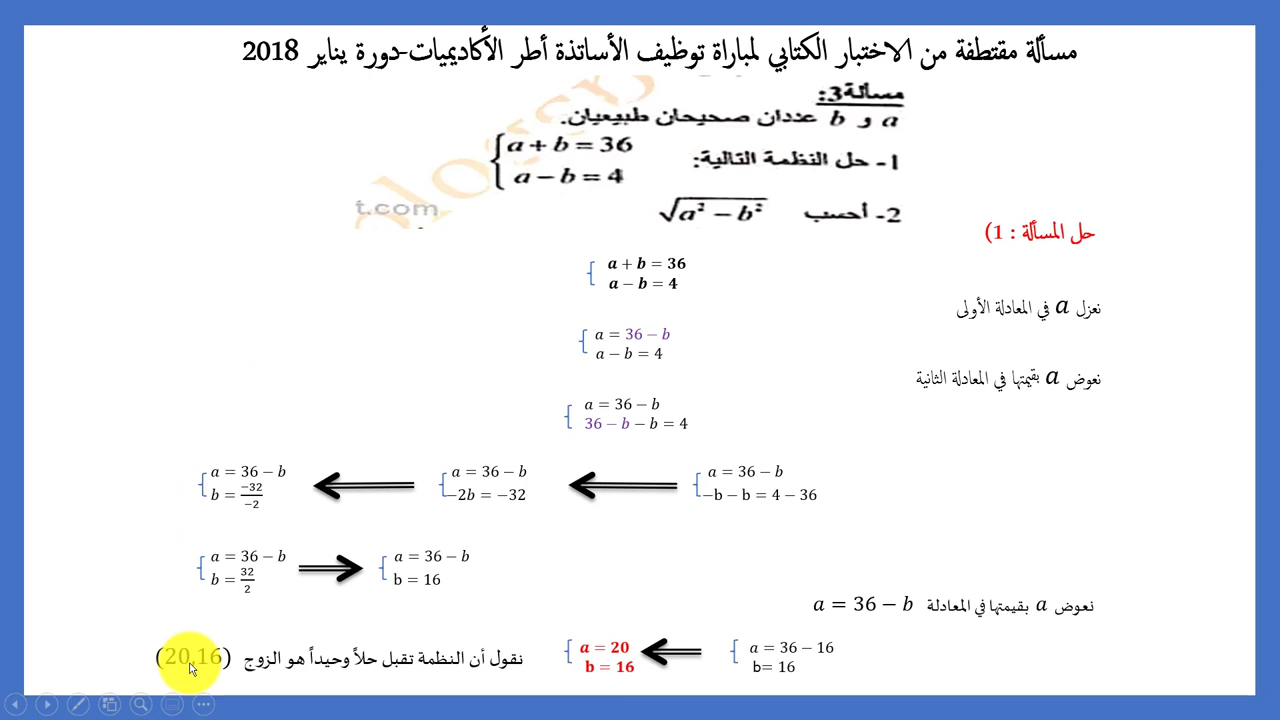 مسألة مقتطفة من الاختبار الكتابي لمباراة توظيف الأساتذة أطر الأكاديميات-دورة يناير 2018
مسألة3:
a و b عددان صحيحان طبيعيان.
1- حل النظمة التالية: { a + b = 36
a − b = 4
2- أحسب √a² − b²
t.com
حل المسألة : 1)
{ a + b = 36
a − b = 4
نعزل a في المعادلة الأولى
{ a = 36 − b
a − b = 4
نعوض a بقيمتها في المعادلة الثانية
{ a = 36 − b
36 − b − b = 4
{ a = 36 − b
−b − b = 4 − 36
{ a = 36 − b
−2b = −32
{ a = 36 − b
b = −32/−2
{ a = 36 − b
b = 32/2
{ a = 36 − b
b = 16
نعوض a بقيمتها في المعادلة a = 36 − b
{ a = 36 − 16
b= 16
{ a = 20
b = 16
نقول أن النظمة تقبل حلاً وحيداً هو الزوج (20,16)